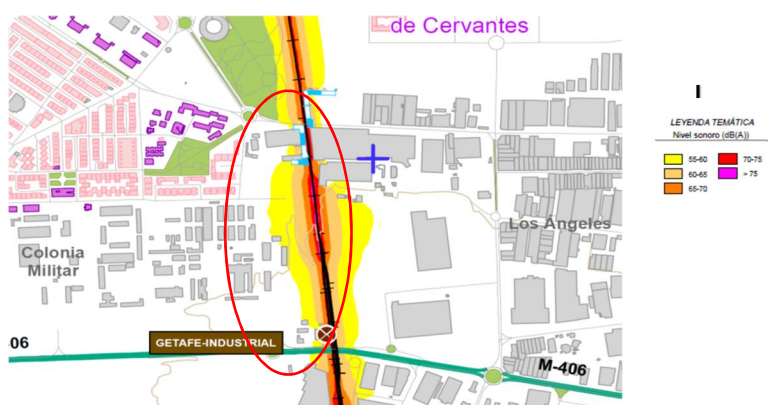 de Cervantes
I
LEYENDA TEMÁTICA
Nivel sonoro (dB(A))
55-60
70-75
60-65
> 75
65-70
Los Ángeles
Colonia
Militar
GETAFE-INDUSTRIAL
06
M-406